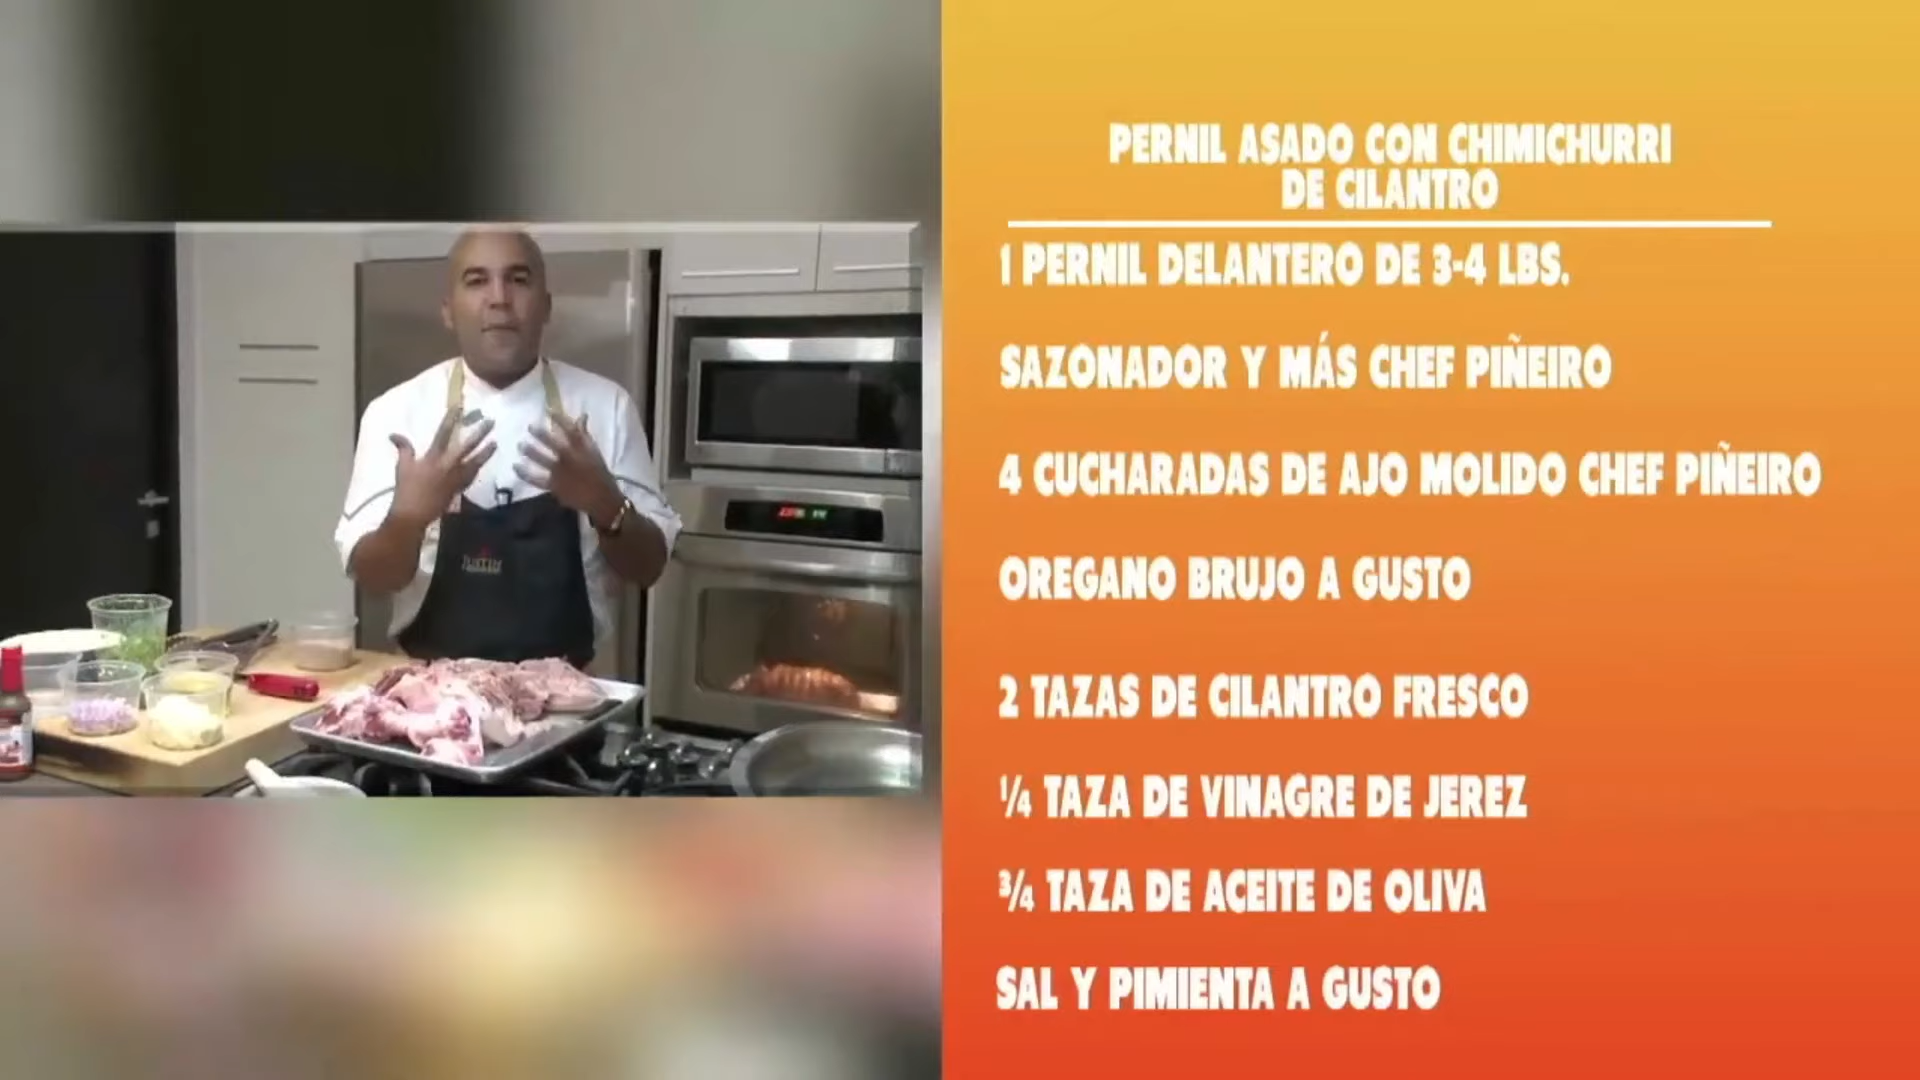 PERNIL ASADO CON CHIMICHURRI
DE CILANTRO
1 PERNIL DELANTERO DE 3-4 LBS.
SAZONADOR Y MÁS CHEF PIÑEIRO
4 CUCHARADAS DE AJO MOLIDO CHEF PIÑEIRO
OREGANO BRUJO A GUSTO
2 TAZAS DE CILANTRO FRESCO
¼ TAZA DE VINAGRE DE JEREZ
¾ TAZA DE ACEITE DE OLIVA
SAL Y PIMIENTA A GUSTO